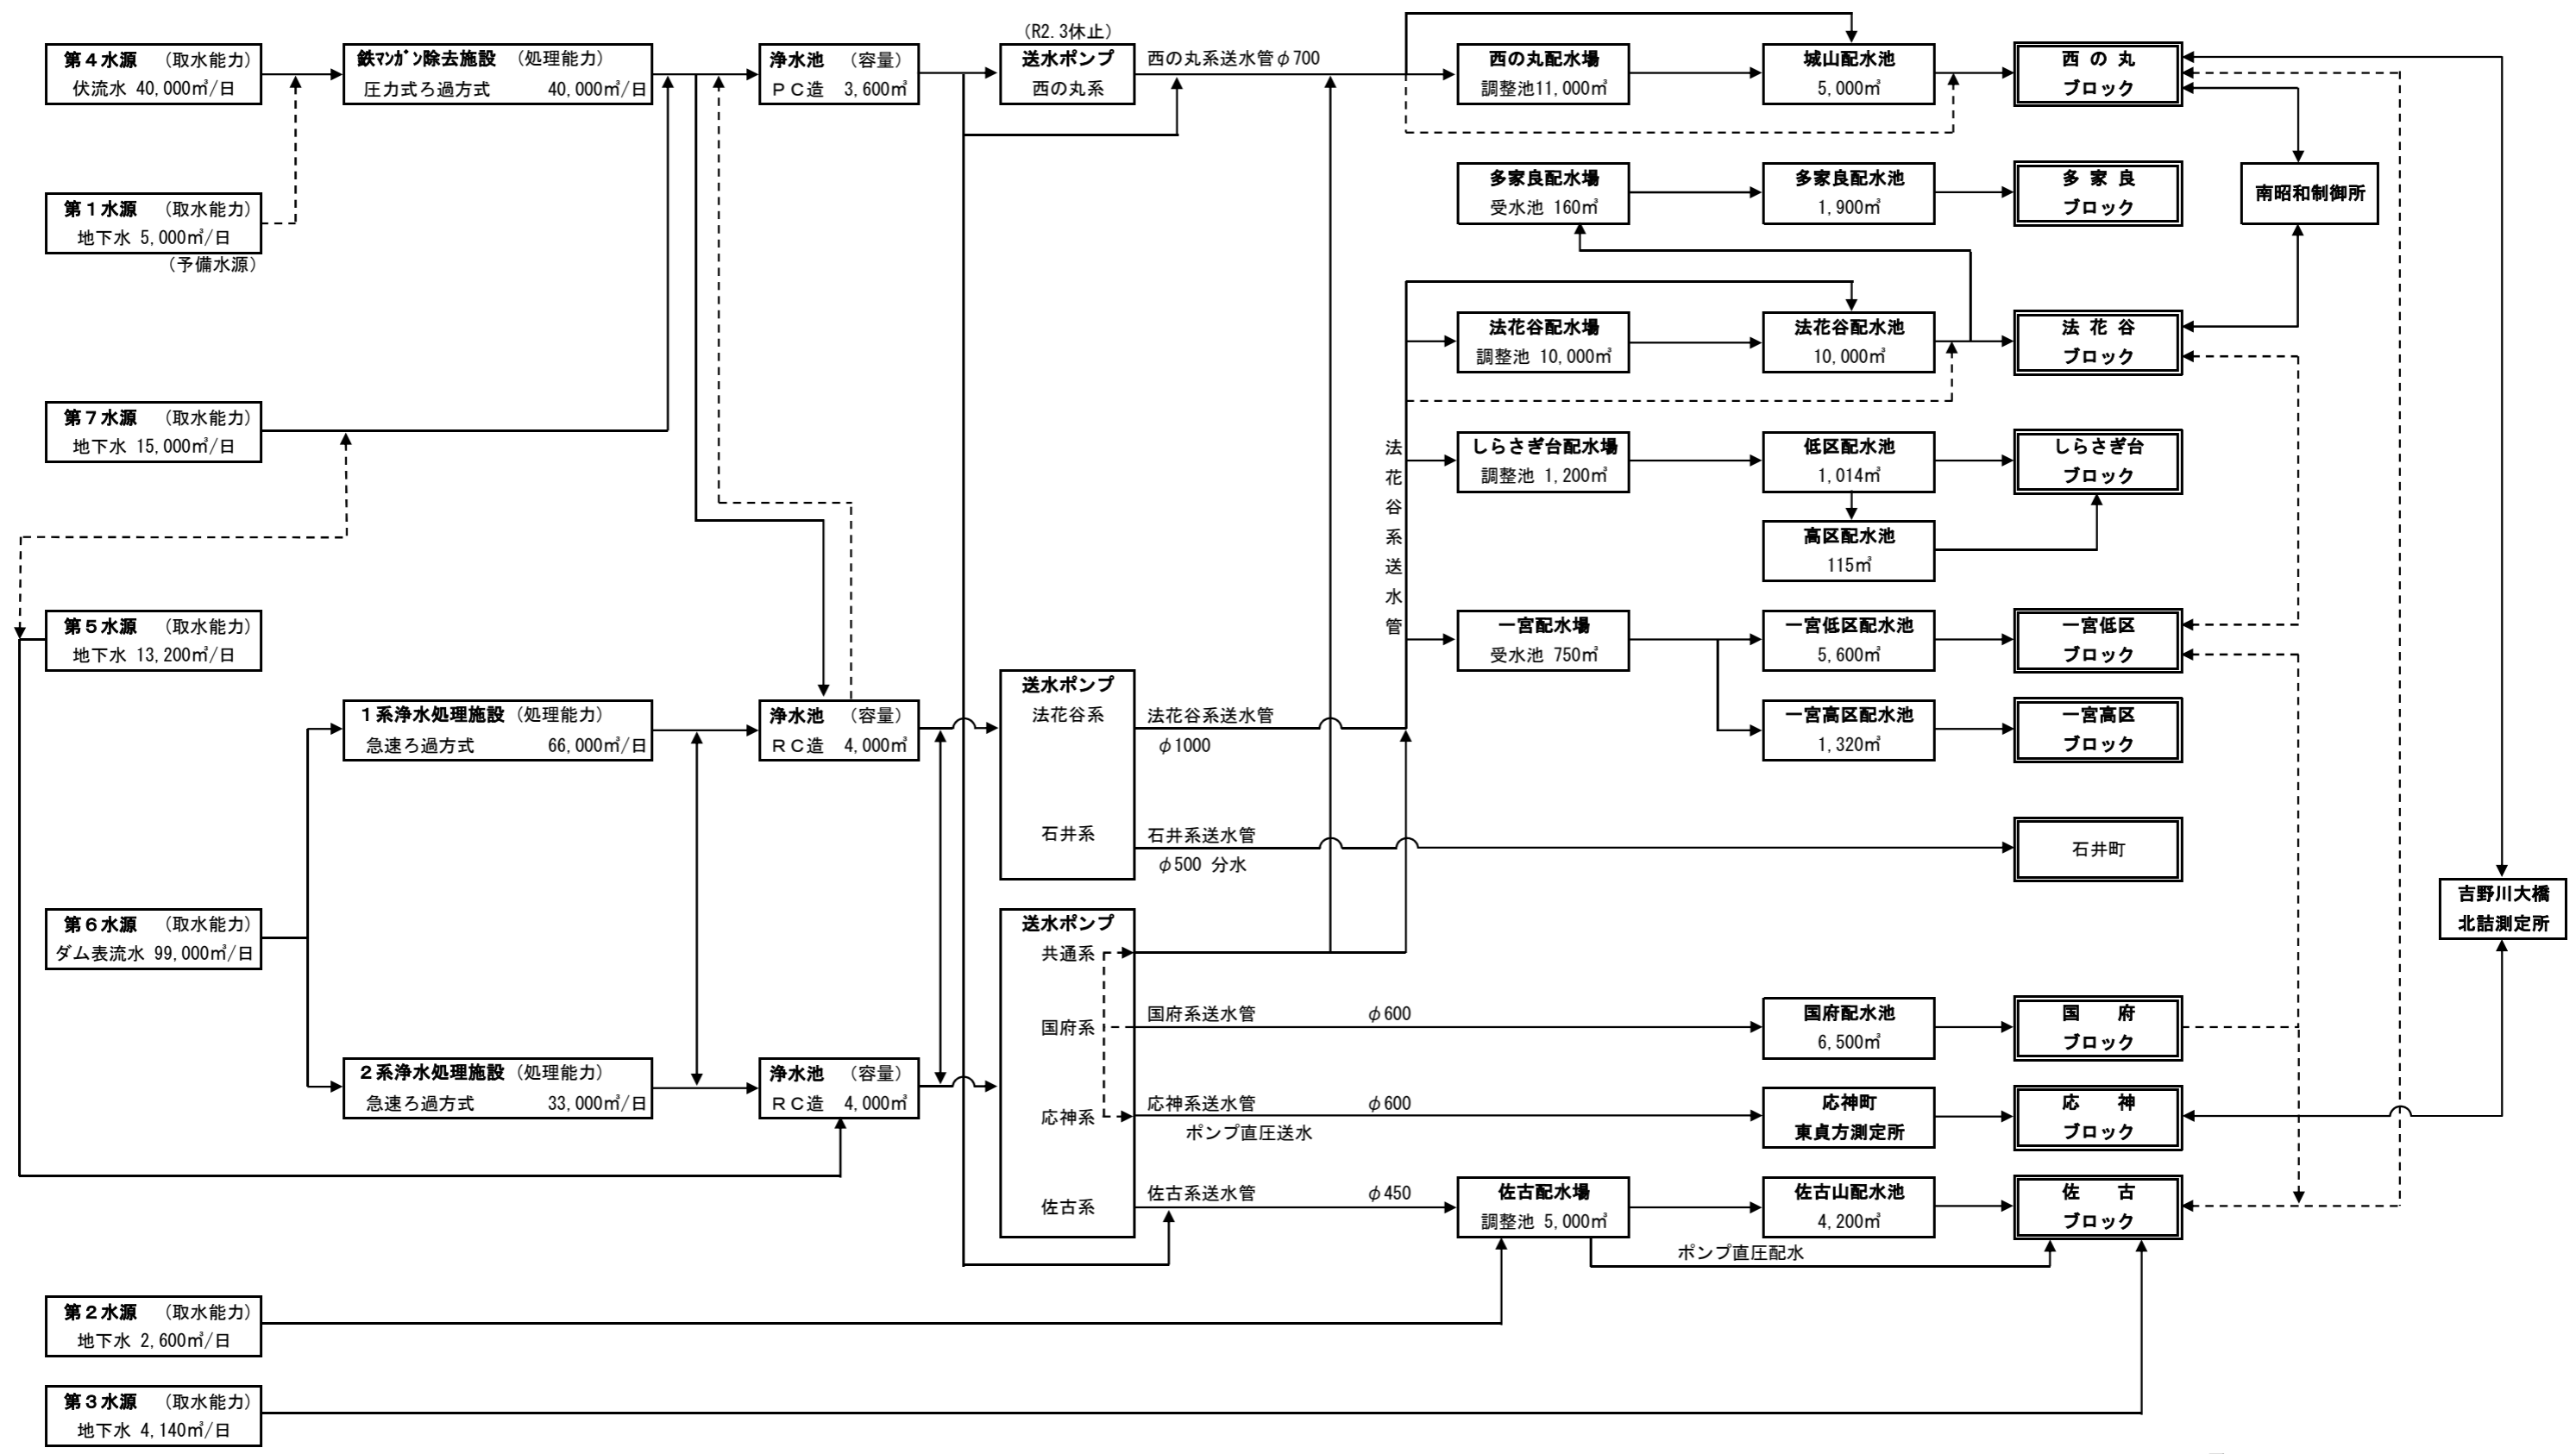 (R2.3休止)
第4水源 (取水能力)
伏流水 40,000㎥/日
鉄ﾏﾝｶﾞﾝ除去施設 (処理能力)
圧力式ろ過方式 40,000㎥/日
浄水池 (容量)
ＰＣ造 3,600㎥
送水ポンプ
西の丸系
西の丸系送水管φ700
西の丸配水場
調整池11,000㎥
城山配水池
5,000㎥
西の丸
ブロック
第1水源 (取水能力)
地下水 5,000㎥/日
(予備水源)
多家良配水場
受水池 160㎥
多家良配水池
1,900㎥
多家良
ブロック
南昭和制御所
法花谷配水場
調整池 10,000㎥
法花谷配水池
10,000㎥
法花谷
ブロック
第7水源 (取水能力)
地下水 15,000㎥/日
法花谷系送水管
しらさぎ台配水場
調整池 1,200㎥
低区配水池
1,014㎥
しらさぎ台
ブロック
高区配水池
115㎥
第5水源 (取水能力)
地下水 13,200㎥/日
一宮配水場
受水池 750㎥
一宮低区配水池
5,600㎥
一宮低区
ブロック
1系浄水処理施設 (処理能力)
急速ろ過方式 66,000㎥/日
浄水池 (容量)
ＲＣ造 4,000㎥
送水ポンプ
法花谷系
石井系
法花谷系送水管
φ1000
一宮高区配水池
1,320㎥
一宮高区
ブロック
石井系送水管
φ500 分水
石井町
第6水源 (取水能力)
ダム表流水 99,000㎥/日
送水ポンプ
共通系
国府系
応神系
佐古系
吉野川大橋
北詰測定所
国府系送水管 φ600
国府配水池
6,500㎥
国府
ブロック
2系浄水処理施設 (処理能力)
急速ろ過方式 33,000㎥/日
浄水池 (容量)
ＲＣ造 4,000㎥
応神系送水管 φ600
ポンプ直圧送水
応神町
東貞方測定所
応神
ブロック
佐古系送水管 φ450
佐古配水場
調整池 5,000㎥
佐古山配水池
4,200㎥
佐古
ブロック
ポンプ直圧配水
第2水源 (取水能力)
地下水 2,600㎥/日
第3水源 (取水能力)
地下水 4,140㎥/日